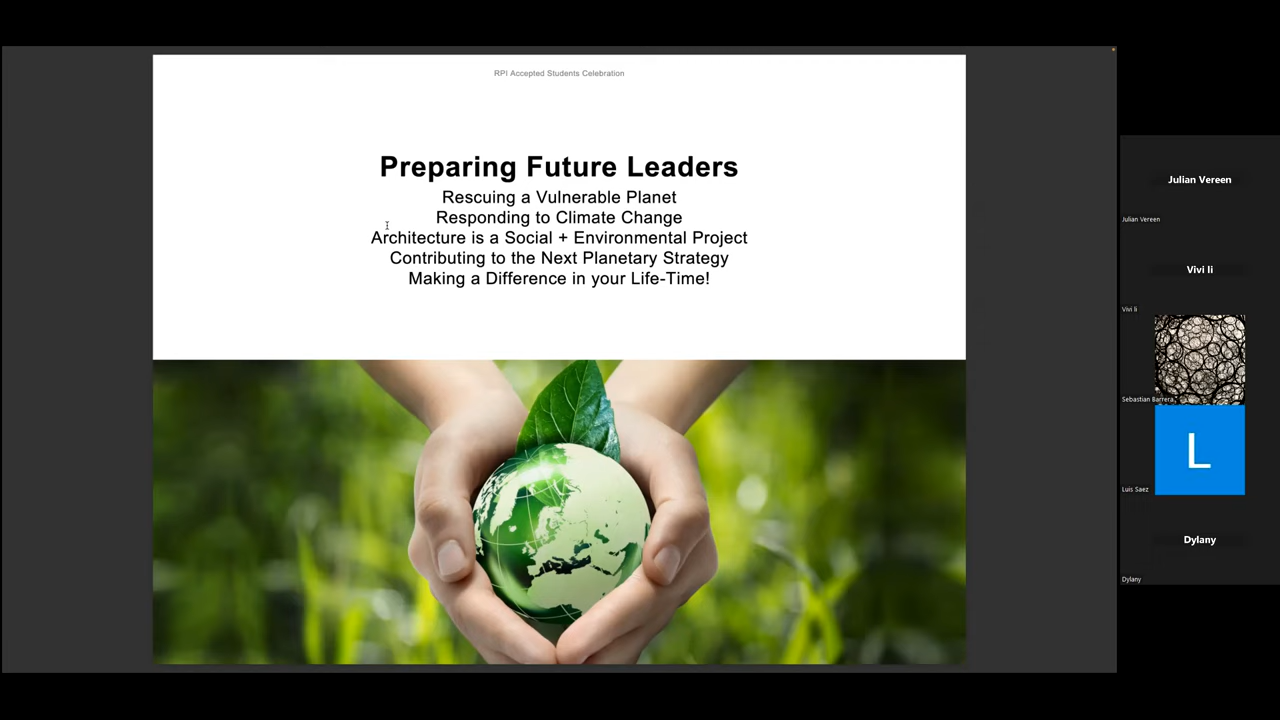 RPI Accepted Students Celebration
Preparing Future Leaders
Rescuing a Vulnerable Planet
Responding to Climate Change
Architecture is a Social + Environmental Project
Contributing to the Next Planetary Strategy
Making a Difference in your Life-Time!
Julian Vereen
Julian Vereen
Vivi li
Vivi li
Sebastian Barrera
L
Luis Saez
Dylany
Dylany